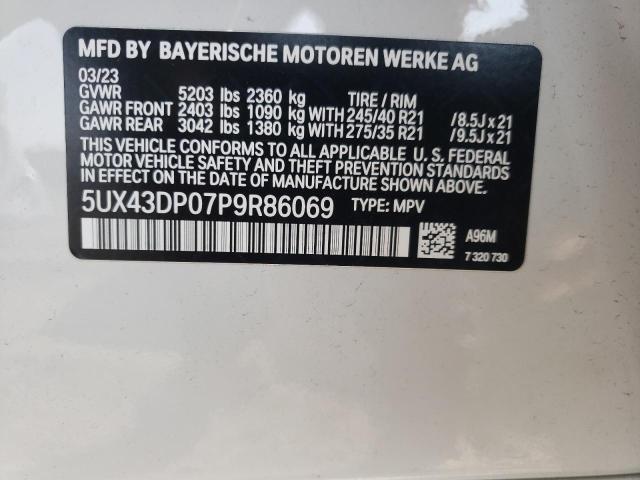 MFD BY BAYERISCHE MOTOREN WERKE AG
03/23
GVWR 5203 lbs 2360 kg TIRE / RIM
GAWR FRONT 2403 lbs 1090 kg WITH 245/40 R21 /8.5J x 21
GAWR REAR 3042 lbs 1380 kg WITH 275/35 R21 /9.5J x 21
THIS VEHICLE CONFORMS TO ALL APPLICABLE U. S. FEDERAL
MOTOR VEHICLE SAFETY AND THEFT PREVENTION STANDARDS
IN EFFECT ON THE DATE OF MANUFACTURE SHOWN ABOVE.
5UX43DP07P9R86069 TYPE: MPV
A96M
7 320 730